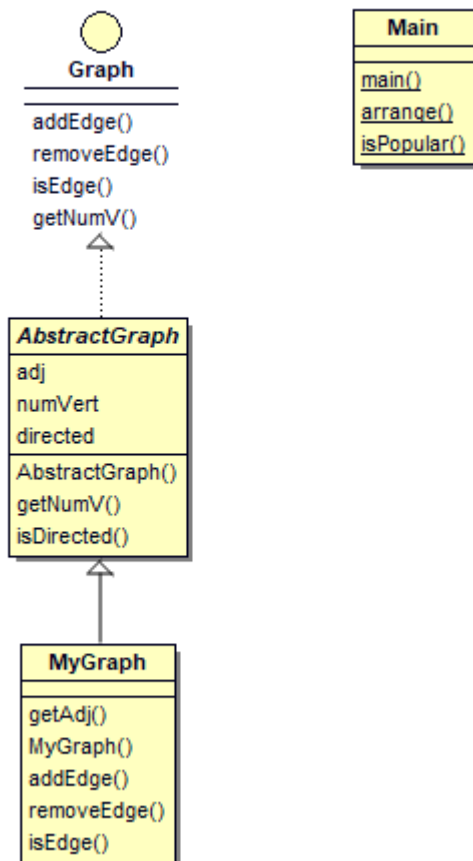 Graph
addEdge()
removeEdge()
isEdge()
getNumV()
Main
main()
arrange()
isPopular()
AbstractGraph
adj
numVert
directed
AbstractGraph()
getNumV()
isDirected()
MyGraph
getAdj()
MyGraph()
addEdge()
removeEdge()
isEdge()